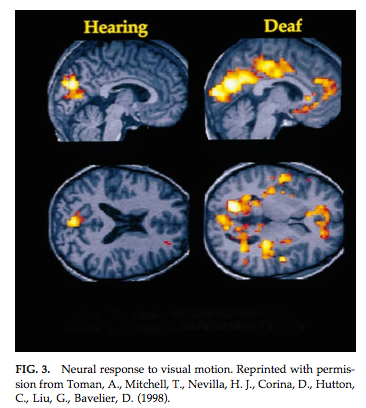 Hearing Deaf
FIG. 3. Neural response to visual motion. Reprinted with permis-
sion from Toman, A., Mitchell, T., Nevilla, H. J., Corina, D., Hutton,
C., Liu, G., Bavelier, D. (1998).